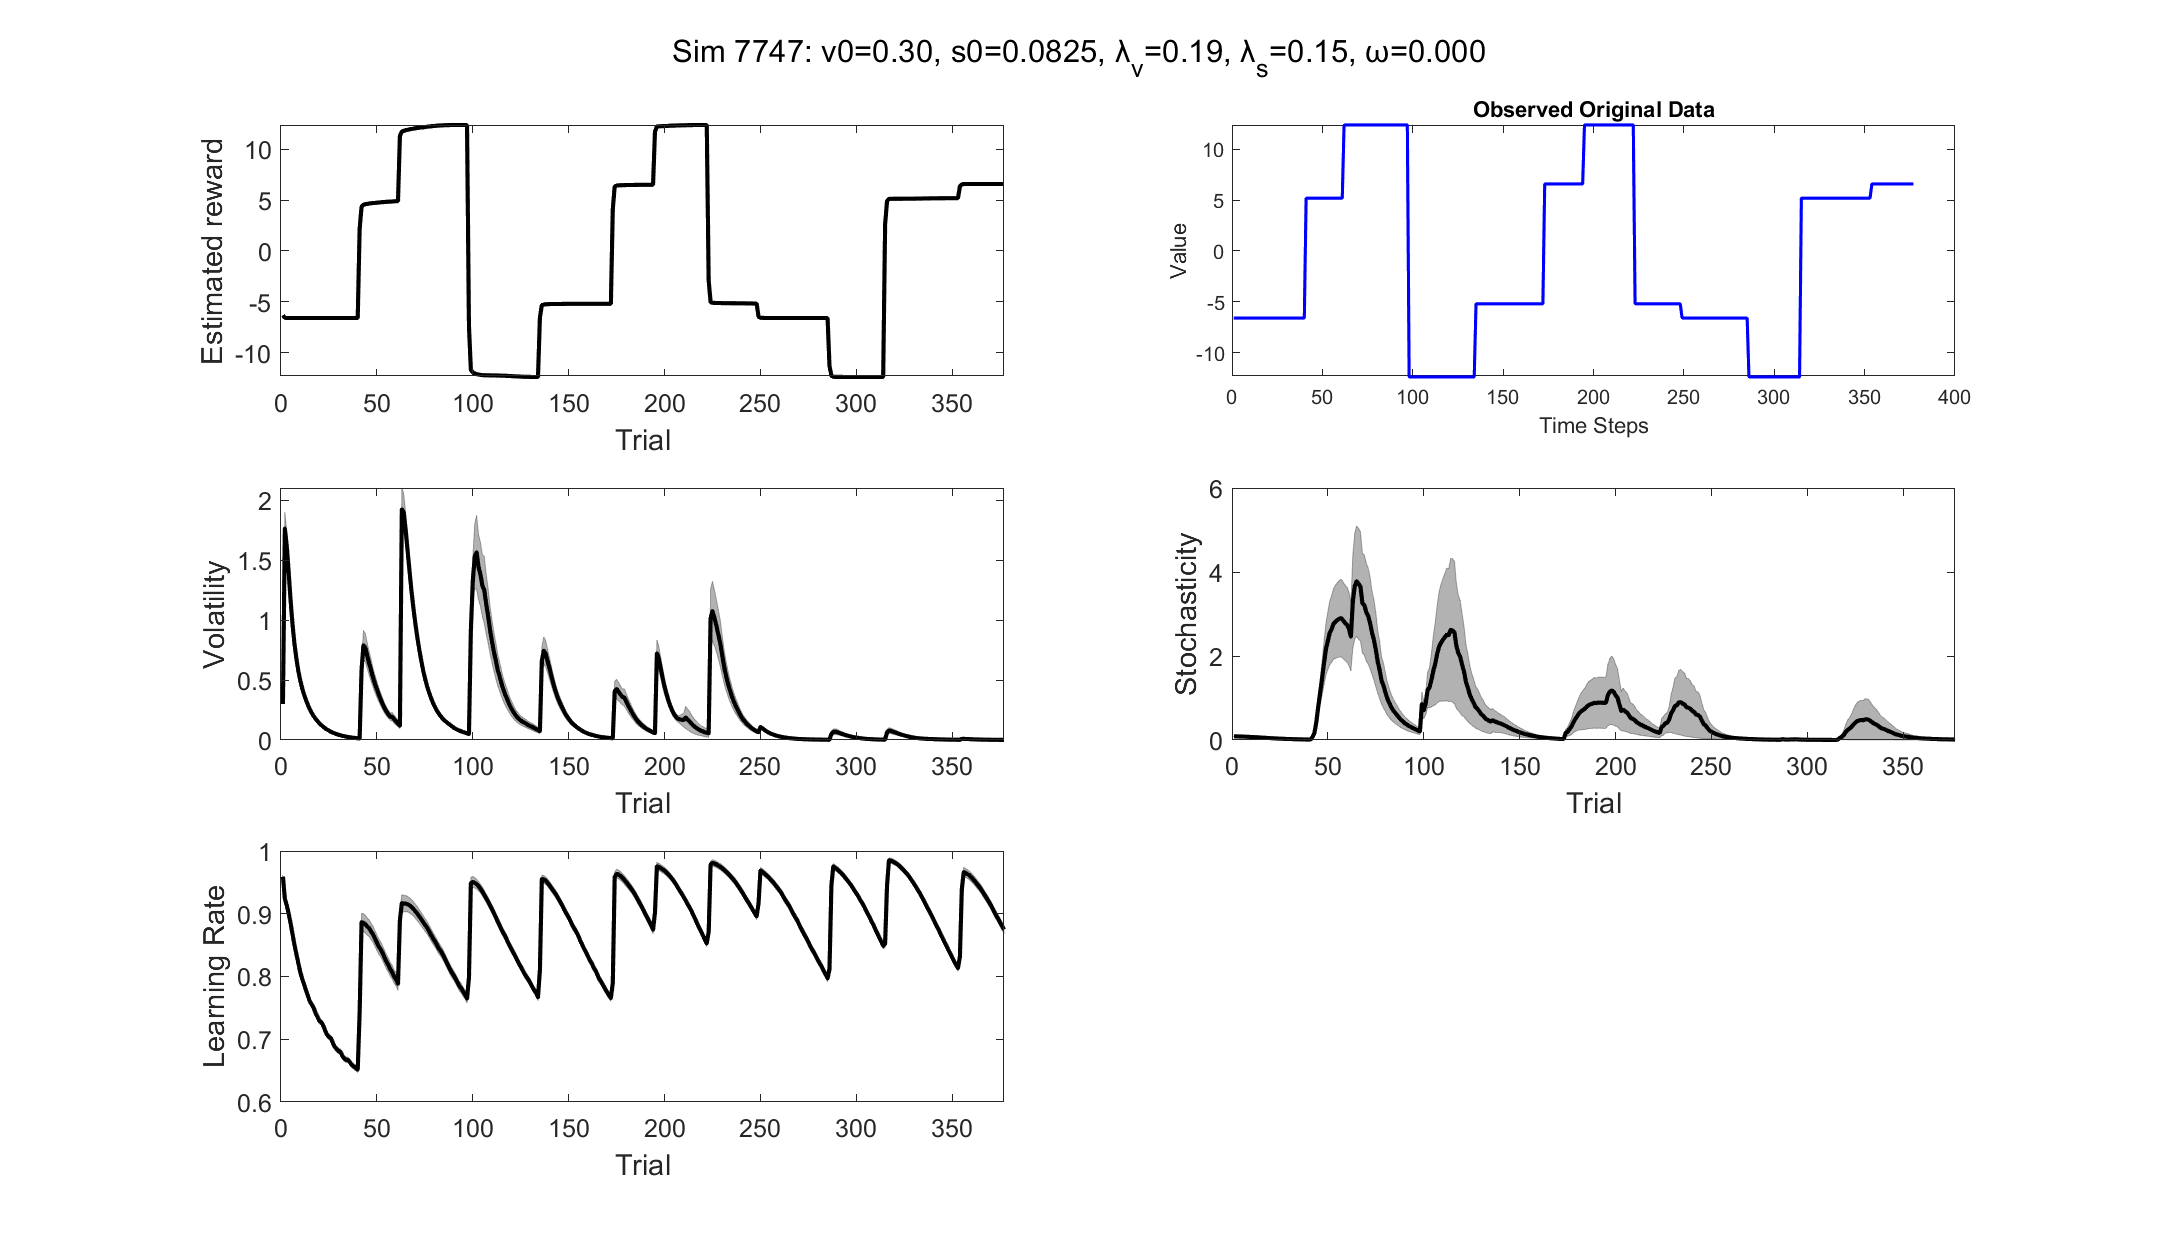 Sim 7747: v0=0.30, s0=0.0825, λ_v=0.19, λ_s=0.15, ω=0.000
Estimated reward
10
5
0
-5
-10
0 50 100 150 200 250 300 350
Trial
Observed Original Data
Value
10
5
0
-5
-10
0 50 100 150 200 250 300 350 400
Time Steps
Volatility
2
1.5
1
0.5
0
0 50 100 150 200 250 300 350
Trial
Stochasticity
6
4
2
0
0 50 100 150 200 250 300 350
Trial
Learning Rate
1
0.9
0.8
0.7
0.6
0 50 100 150 200 250 300 350
Trial